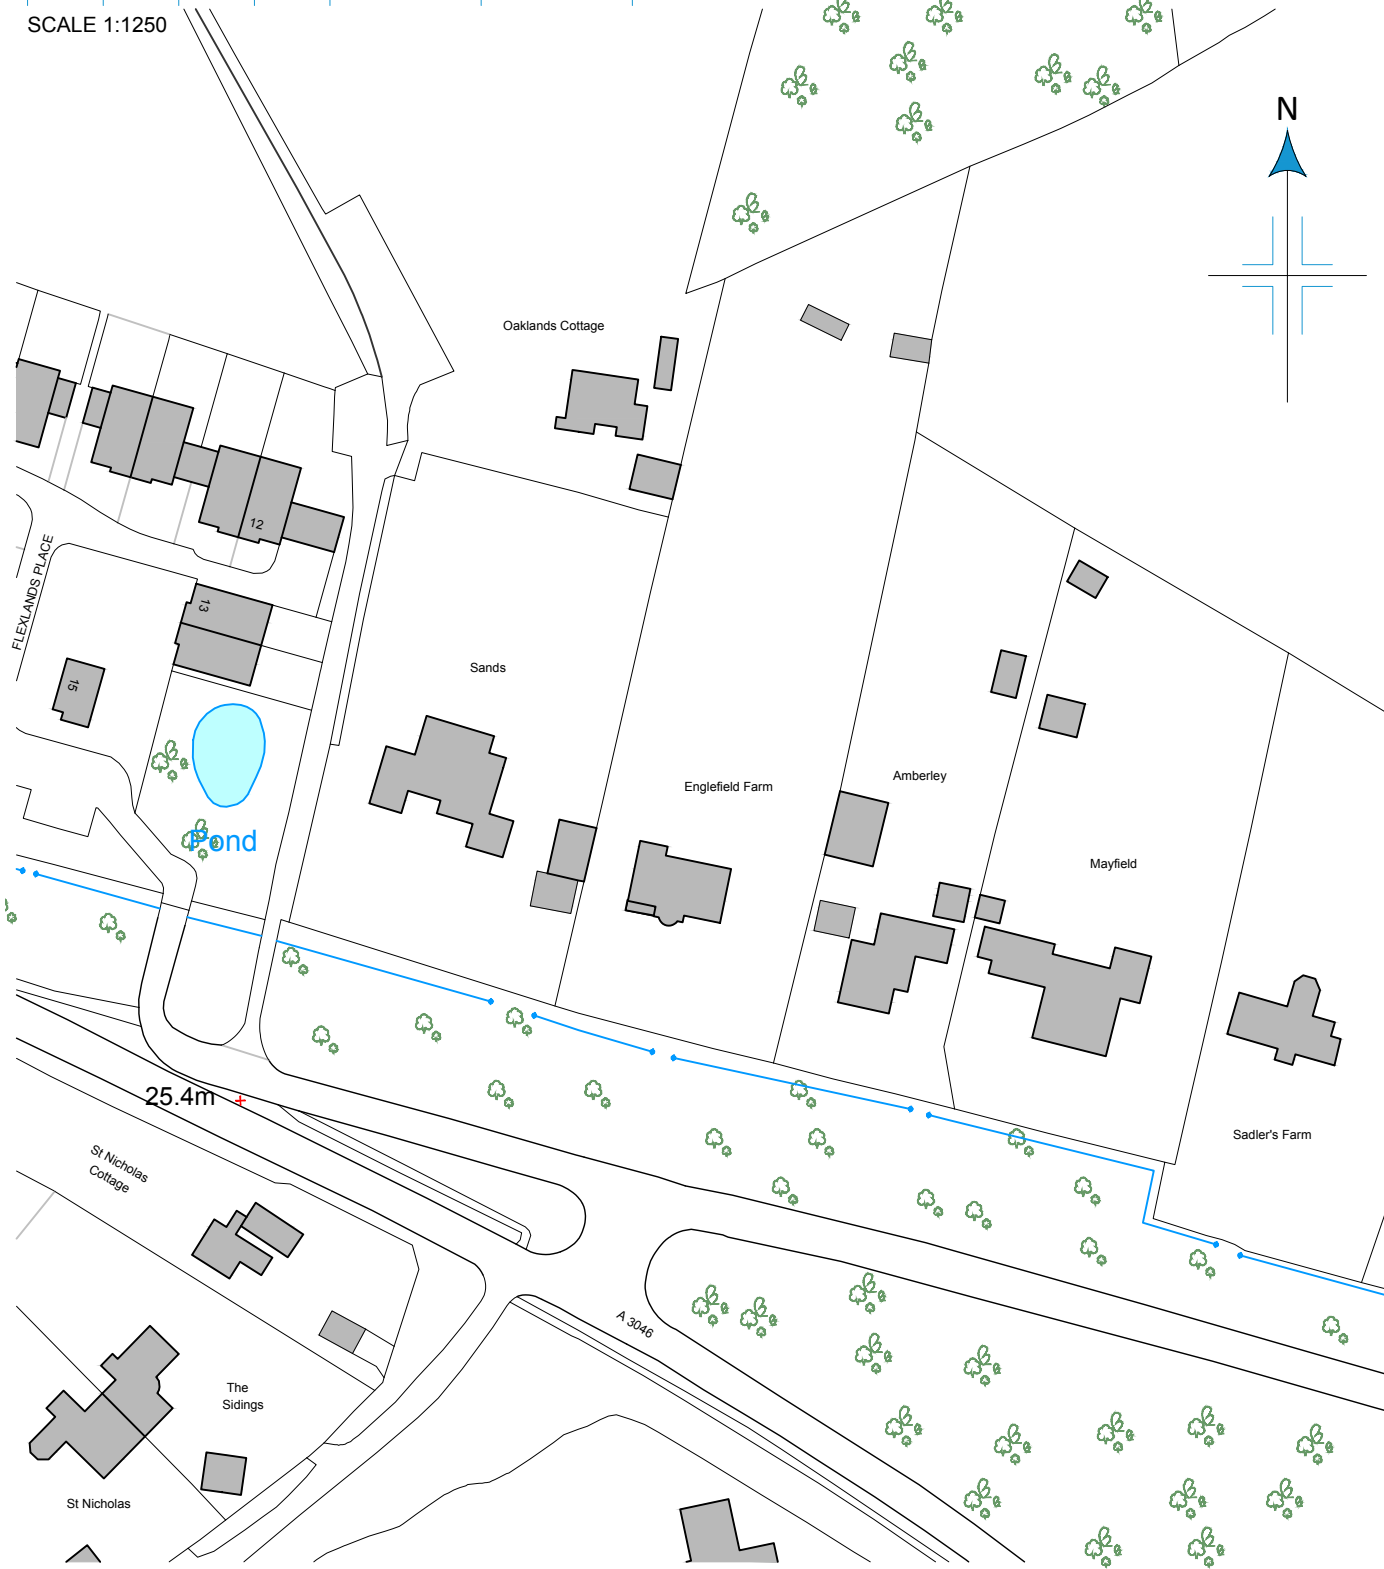 SCALE 1:1250
N
Oaklands Cottage
12
FLEXLANDS PLACE
13
15
Sands
Englefield Farm
Amberley
Mayfield
Pond
25.4m
Sadler's Farm
St Nicholas
Cottage
A 3046
The
Sidings
St Nicholas